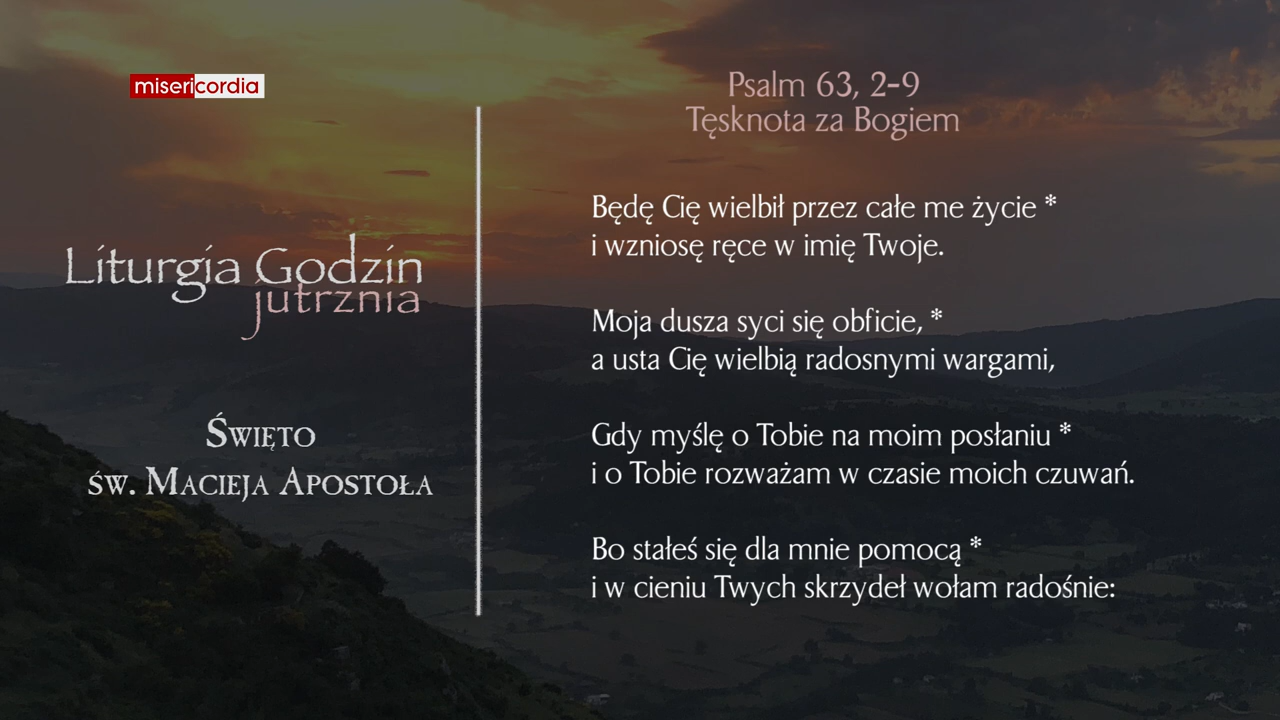 misericordia
Liturgia Godzin
jutrznia
Święto
św. Macieja Apostoła
Psalm 63, 2-9
Tęsknota za Bogiem
Będę Cię wielbił przez całe me życie *
i wzniosę ręce w imię Twoje.
Moja dusza syci się obficie, *
a usta Cię wielbią radosnymi wargami,
Gdy myślę o Tobie na moim posłaniu *
i o Tobie rozważam w czasie moich czuwań.
Bo stałeś się dla mnie pomocą *
i w cieniu Twych skrzydeł wołam radośnie: